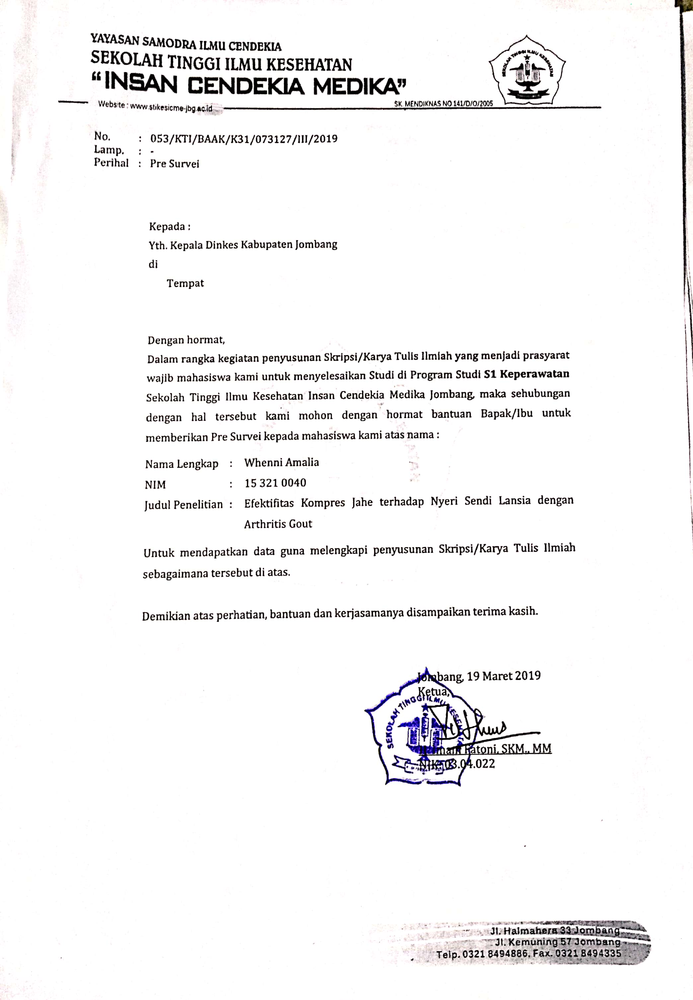 YAYASAN SAMODRA ILMU CENDEKIA
SEKOLAH TINGGI ILMU KESEHATAN
“INSAN CENDEKIA MEDIKA”
Website : www.stikesicme-jbg.ac.id
SK. MENDIKNAS NO.141/D/O/2005
SEKOLAH TINGGI ILMU KESEHATAN
No. : 053/KTI/BAAK/K31/073127/III/2019
Lamp. : -
Perihal : Pre Survei
Kepada :
Yth. Kepala Dinkes Kabupaten Jombang
di
Tempat
Dengan hormat,
Dalam rangka kegiatan penyusunan Skripsi/Karya Tulis Ilmiah yang menjadi prasyarat
wajib mahasiswa kami untuk menyelesaikan Studi di Program Studi S1 Keperawatan
Sekolah Tinggi Ilmu Kesehatan Insan Cendekia Medika Jombang, maka sehubungan
dengan hal tersebut kami mohon dengan hormat bantuan Bapak/Ibu untuk
memberikan Pre Survei kepada mahasiswa kami atas nama :
Nama Lengkap : Whenni Amalia
NIM : 15 321 0040
Judul Penelitian : Efektifitas Kompres Jahe terhadap Nyeri Sendi Lansia dengan
Arthritis Gout
Untuk mendapatkan data guna melengkapi penyusunan Skripsi/Karya Tulis Ilmiah
sebagaimana tersebut di atas.
Demikian atas perhatian, bantuan dan kerjasamanya disampaikan terima kasih.
Jombang, 19 Maret 2019
Ketua,
SEKOLAH TINGGI ILMU KESEHATA
Fatoni, SKM., MM
NIK. 03.04.022
Jl. Halmahera 33 Jombang
Jl. Kemuning 57 Jombang
Telp. 0321 8494886, Fax. 0321 8494335